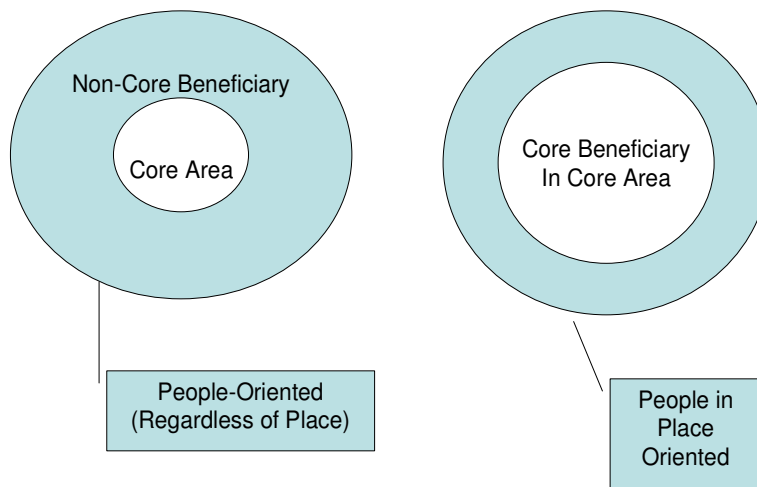 Non-Core Beneficiary
Core Area
People-Oriented
(Regardless of Place)
Core Beneficiary
In Core Area
People in
Place
Oriented